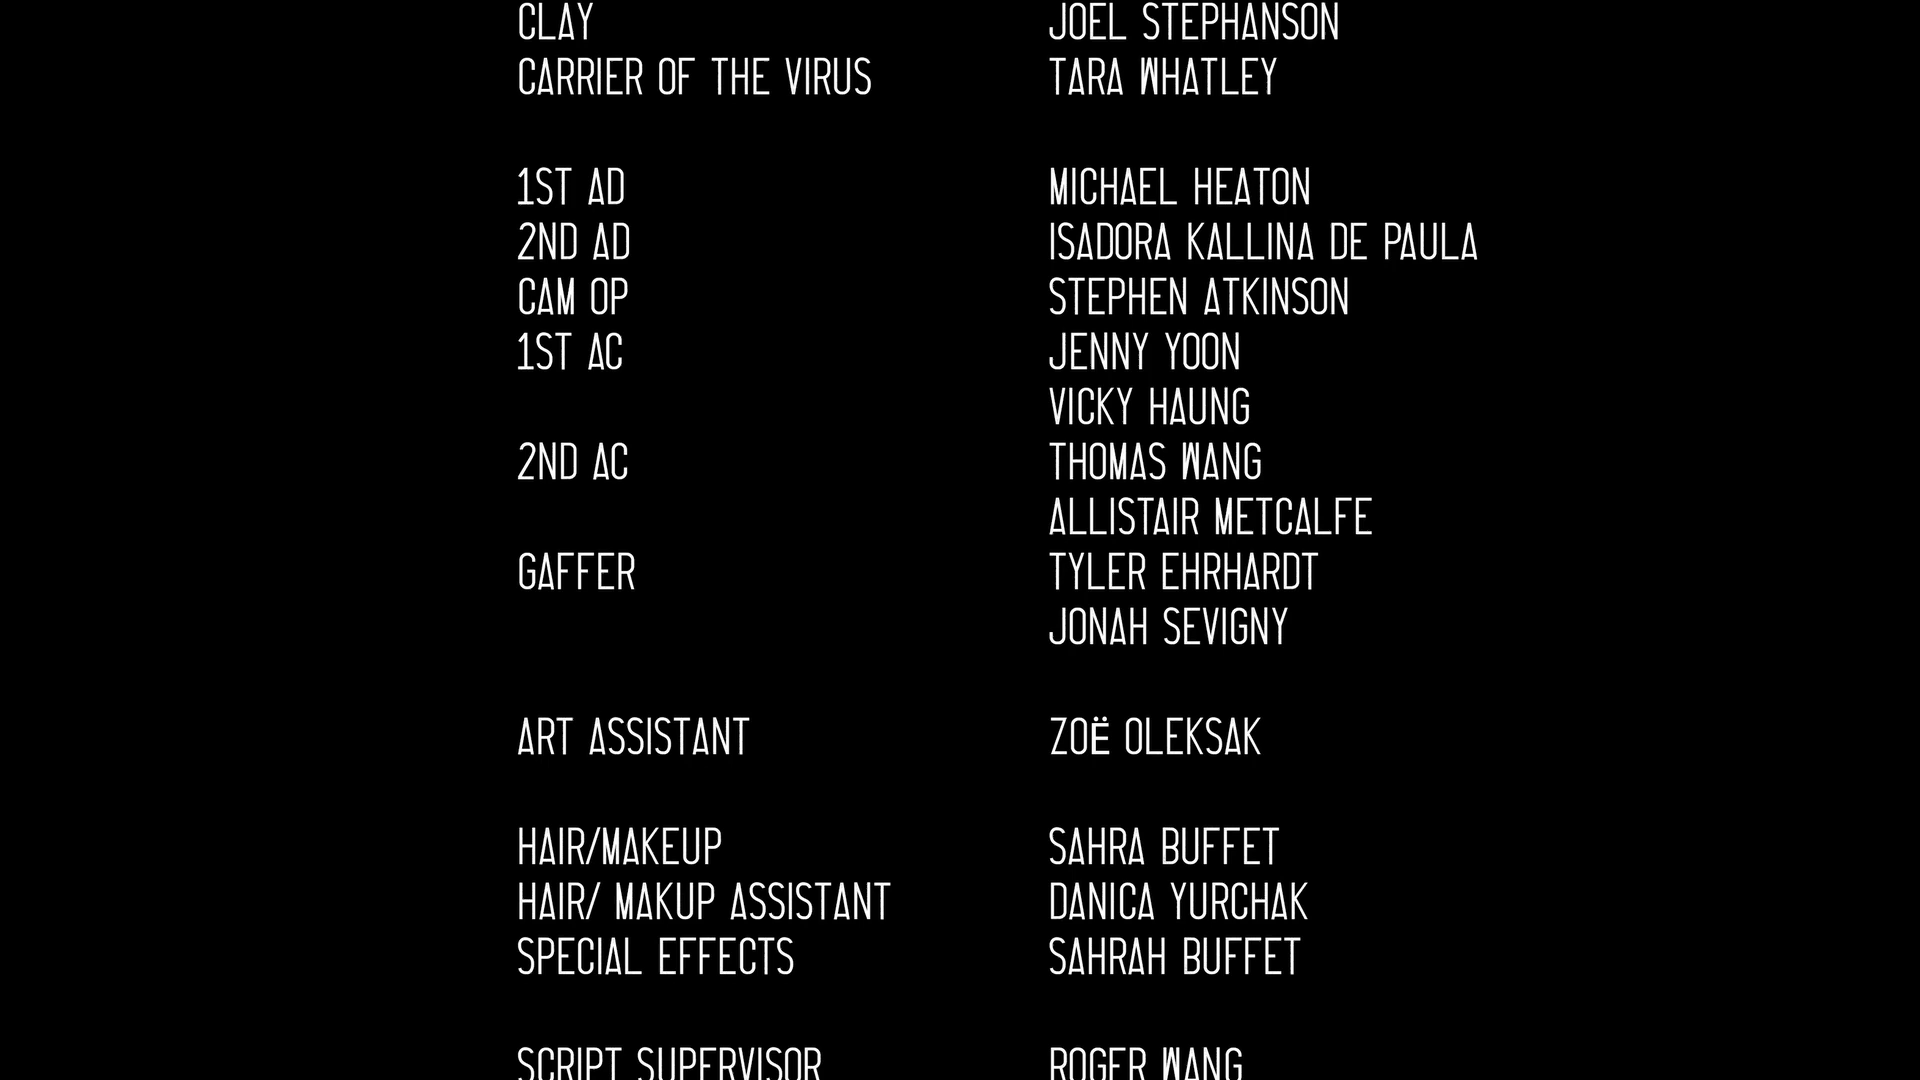 CLAY JOEL STEPHANSON
CARRIER OF THE VIRUS TARA WHATLEY
1ST AD MICHAEL HEATON
2ND AD ISADORA KALLINA DE PAULA
CAM OP STEPHEN ATKINSON
1ST AC JENNY YOON
VICKY HAUNG
2ND AC THOMAS WANG
ALLISTAIR METCALFE
GAFFER TYLER EHRHARDT
JONAH SEVIGNY
ART ASSISTANT ZOË OLEKSAK
HAIR/MAKEUP SAHRA BUFFET
HAIR/ MAKUP ASSISTANT DANICA YURCHAK
SPECIAL EFFECTS SAHRAH BUFFET
SCRIPT SUPERVISOR ROGER WANG